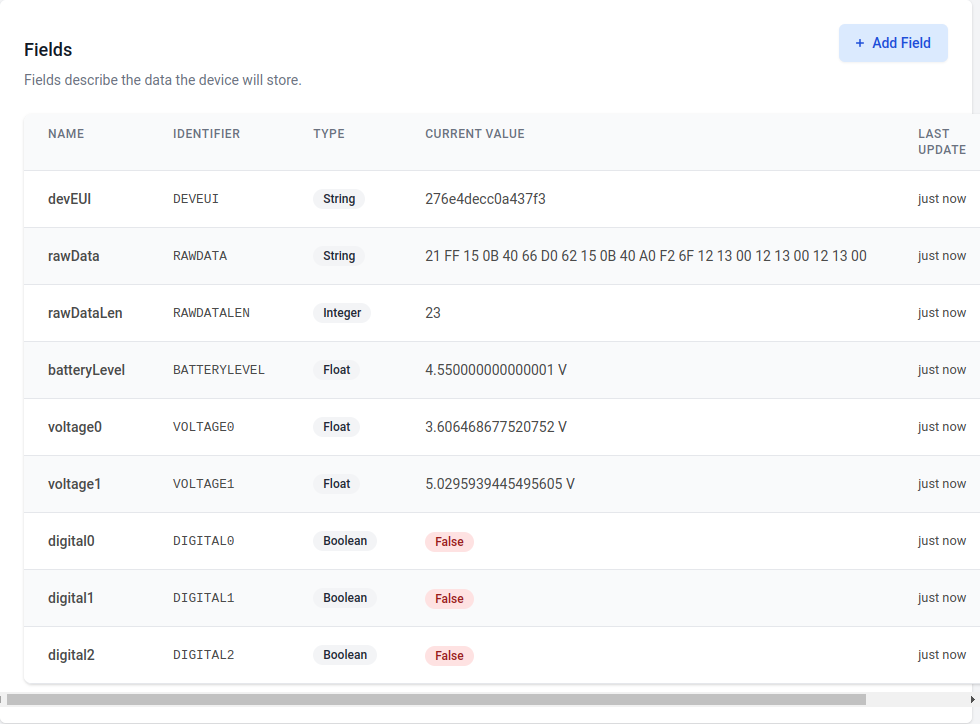 Fields
+ Add Field
Fields describe the data the device will store.
NAME IDENTIFIER TYPE CURRENT VALUE LAST UPDATE
devEUI DEVEUI String 276e4decc0a437f3 just now
rawData RAWDATA String 21 FF 15 0B 40 66 D0 62 15 0B 40 A0 F2 6F 12 13 00 12 13 00 12 13 00 just now
rawDataLen RAWDATALEN Integer 23 just now
batteryLevel BATTERYLEVEL Float 4.550000000000001 V just now
voltage0 VOLTAGE0 Float 3.606468677520752 V just now
voltage1 VOLTAGE1 Float 5.0295939445495605 V just now
digital0 DIGITAL0 Boolean False just now
digital1 DIGITAL1 Boolean False just now
digital2 DIGITAL2 Boolean False just now